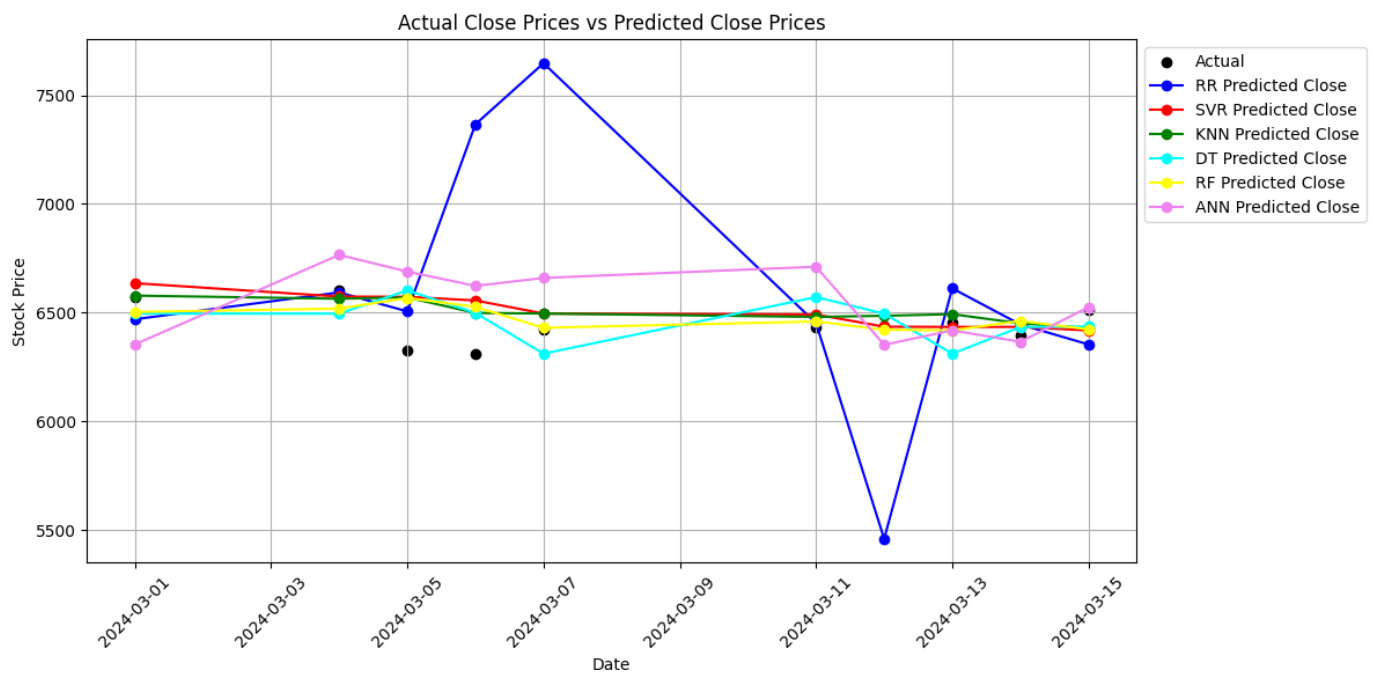 Actual Close Prices vs Predicted Close Prices
Actual
RR Predicted Close
SVR Predicted Close
KNN Predicted Close
DT Predicted Close
RF Predicted Close
ANN Predicted Close
Stock Price
7500
7000
6500
6000
5500
2024-03-01
2024-03-03
2024-03-05
2024-03-07
2024-03-09
2024-03-11
2024-03-13
2024-03-15
Date